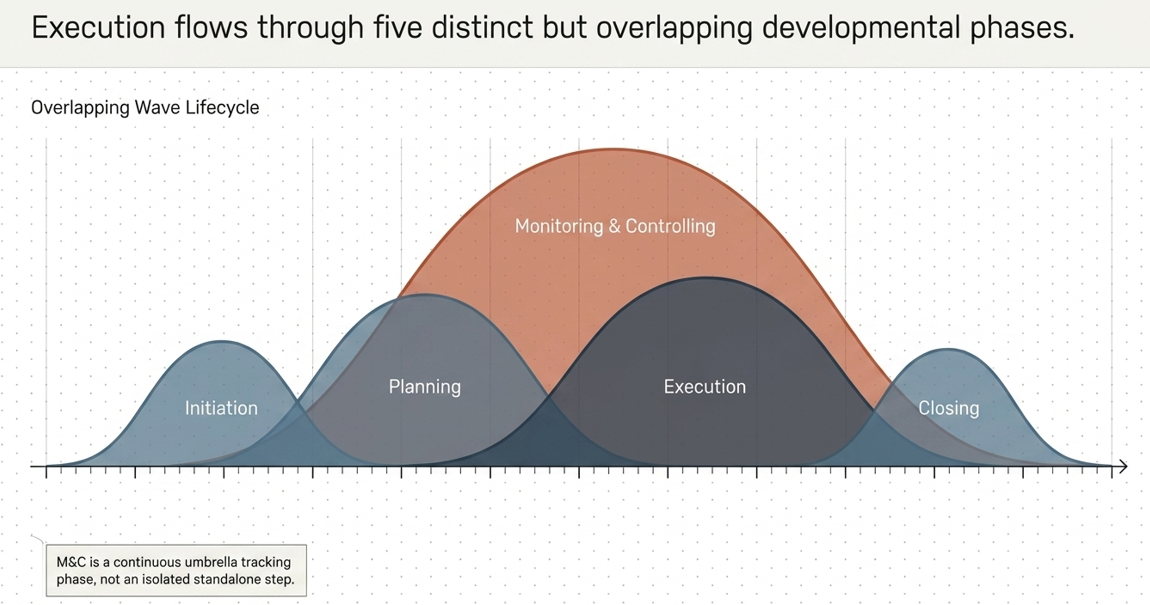 Execution flows through five distinct but overlapping developmental phases.
Overlapping Wave Lifecycle
Monitoring & Controlling
Planning
Execution
Initiation
Closing
M&C is a continuous umbrella tracking
phase, not an isolated standalone step.